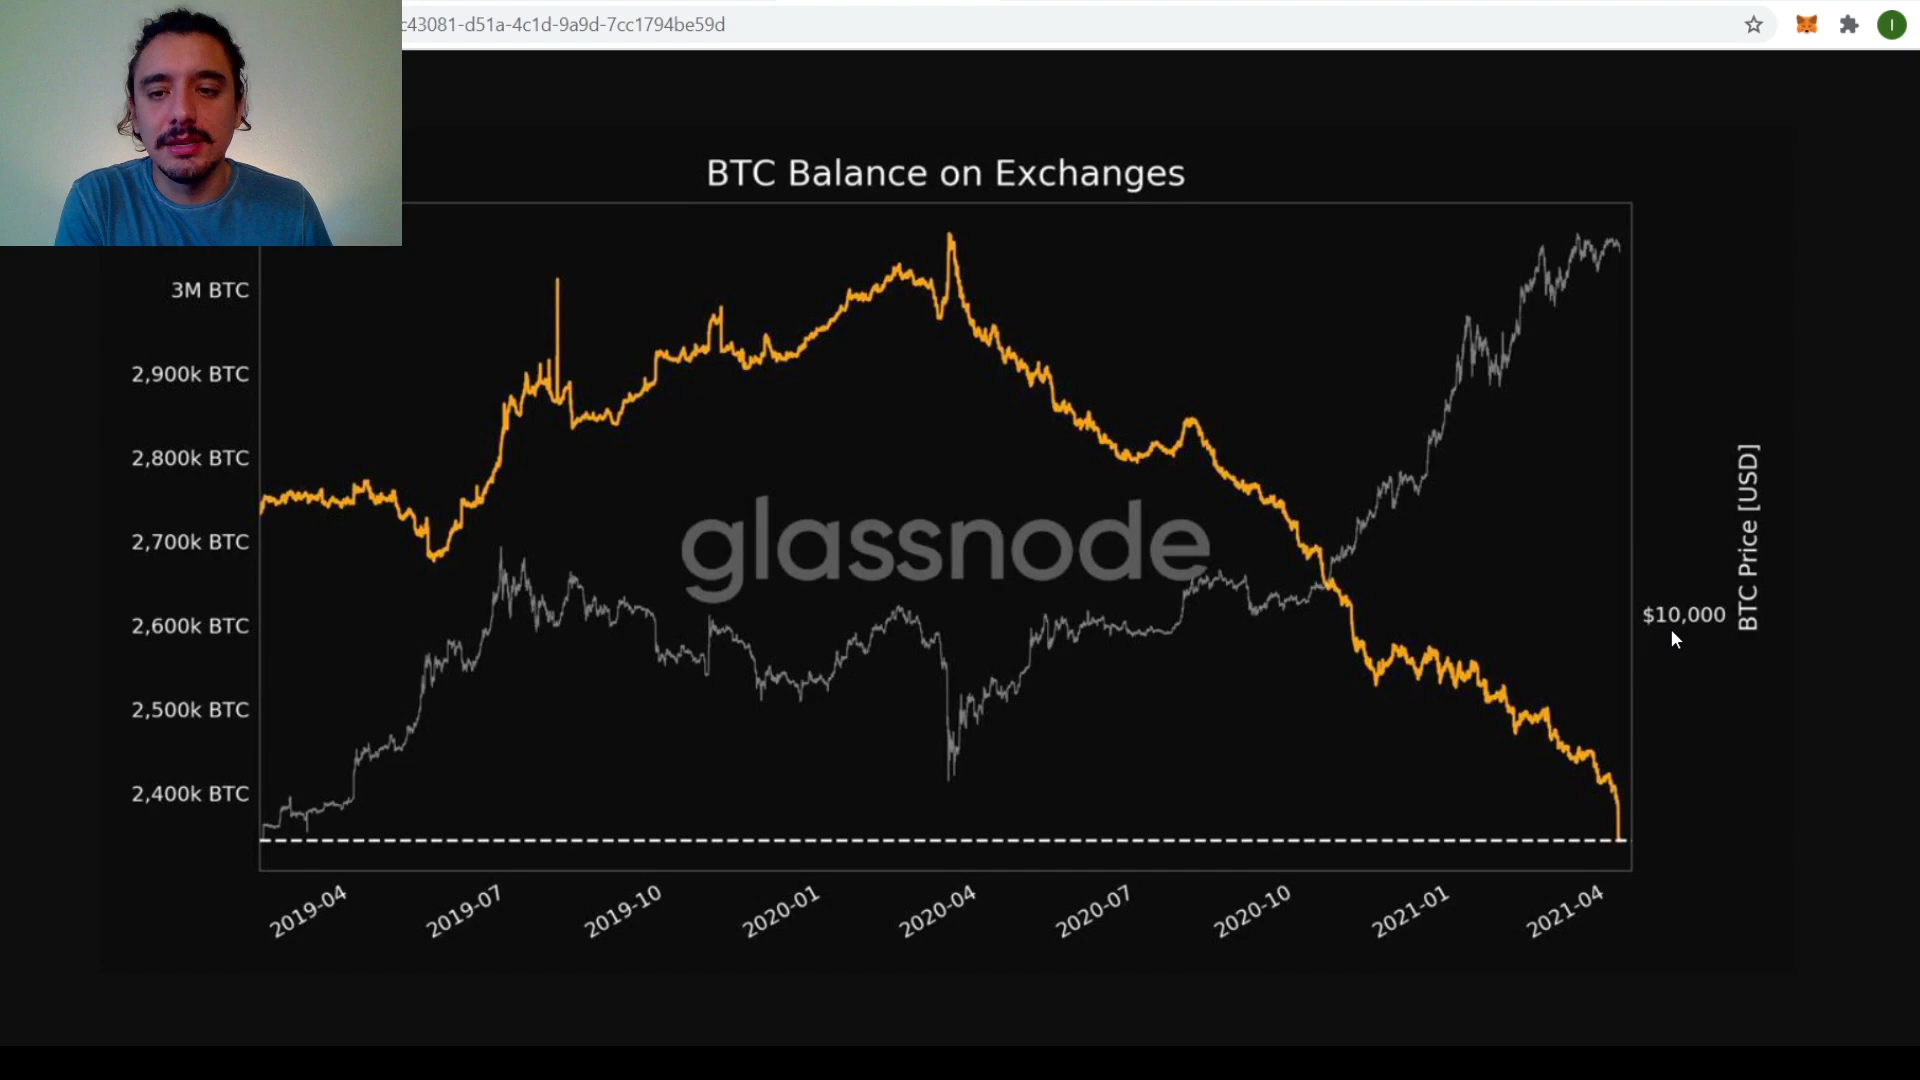 c43081-d51a-4c1d-9a9d-7cc1794be59d
I
BTC Balance on Exchanges
3M BTC
2,900k BTC
2,800k BTC
2,700k BTC
2,600k BTC
2,500k BTC
2,400k BTC
glassnode
$10,000
BTC Price [USD]
2019-04
2019-07
2019-10
2020-01
2020-04
2020-07
2020-10
2021-01
2021-04